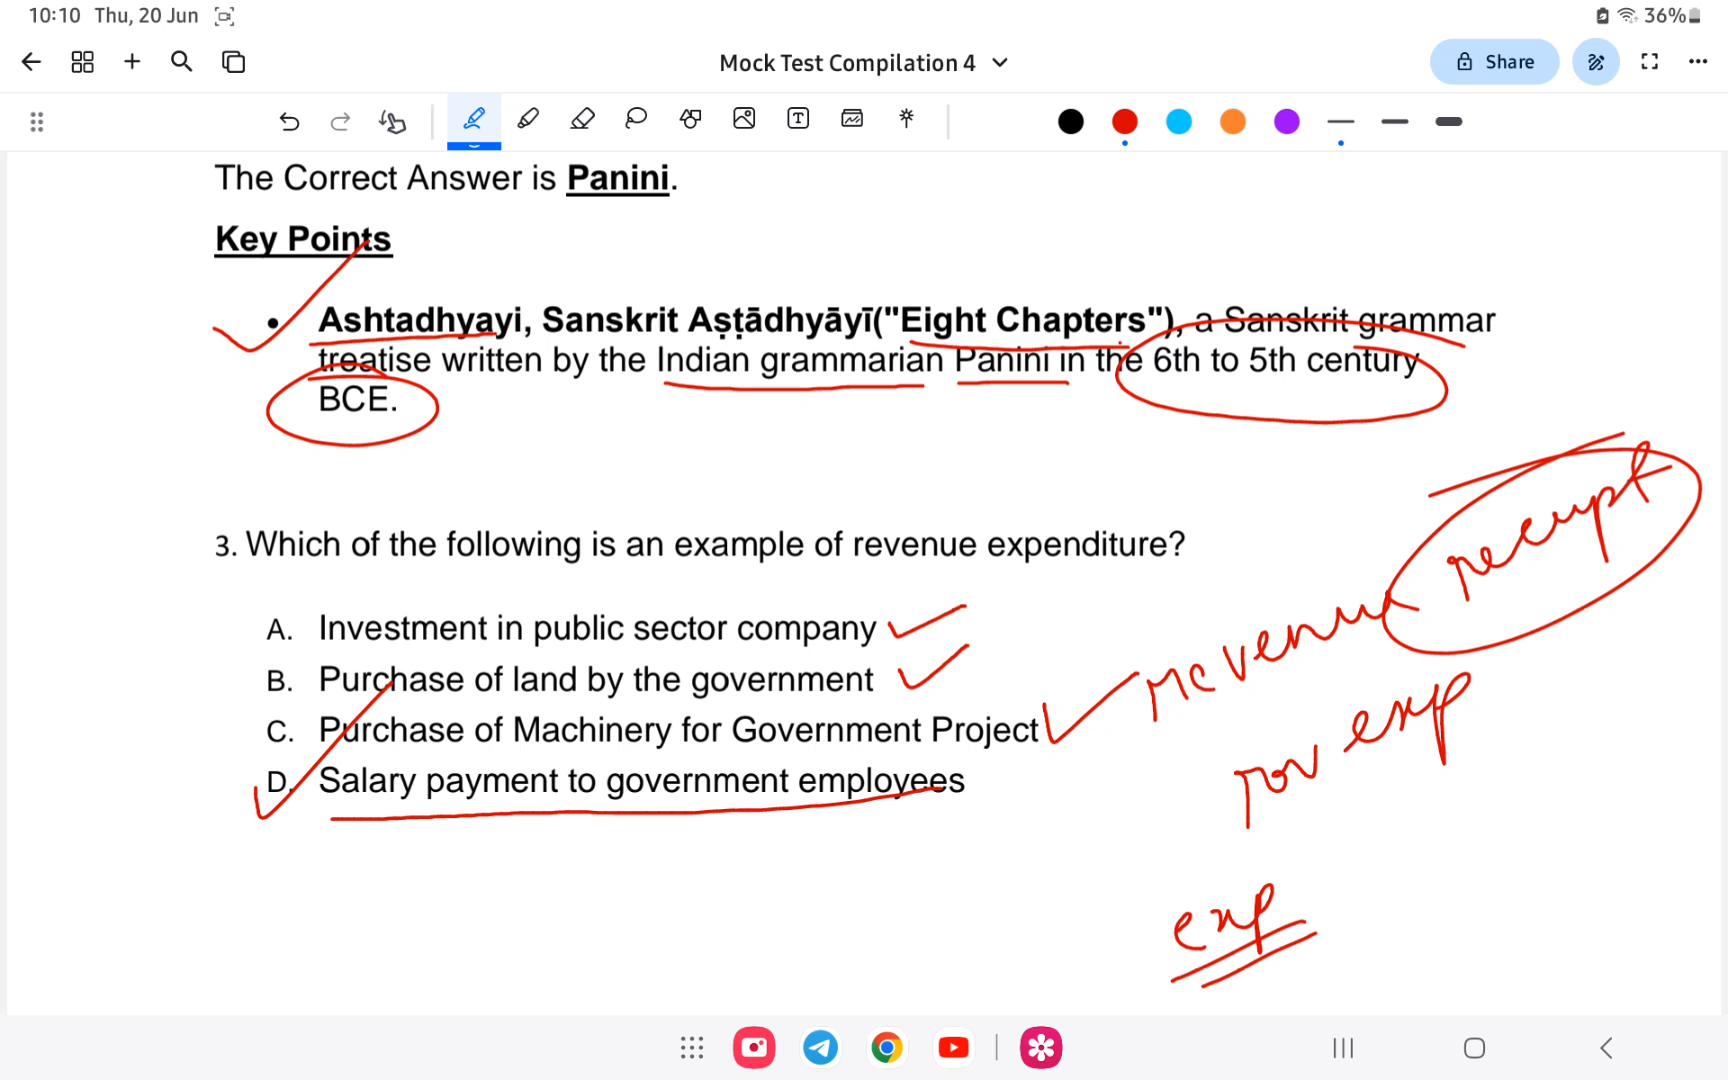 10:10 Thu, 20 Jun
36%
Mock Test Compilation 4
Share
The Correct Answer is Panini.
Key Points
• Ashtadhyayi, Sanskrit Aṣṭādhyāyī("Eight Chapters"), a Sanskrit grammar
treatise written by the Indian grammarian Panini in the 6th to 5th century
BCE.
3. Which of the following is an example of revenue expenditure?
A. Investment in public sector company
B. Purchase of land by the government
C. Purchase of Machinery for Government Project
D. Salary payment to government employees
revenue
rev exp
exp